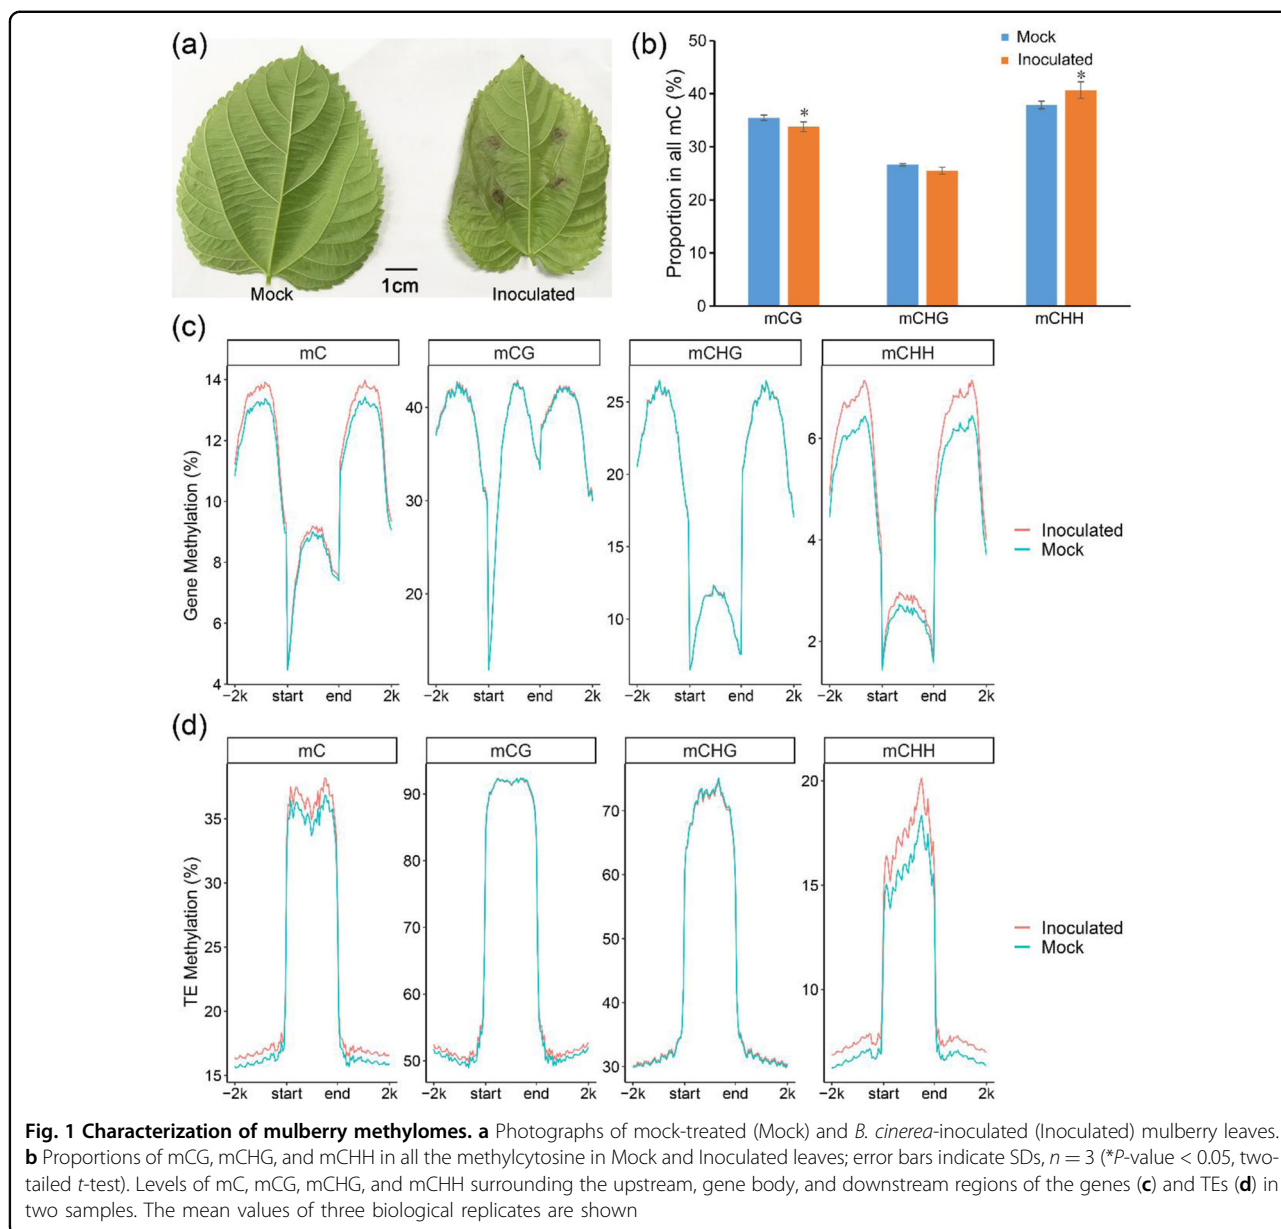 (a)
Mock
1cm
Inoculated
(b)
Mock
Inoculated
Proportion in all mC (%)
50
40
30
20
10
0
*
*
mCG
mCHG
mCHH
(c)
mC
mCG
mCHG
mCHH
Gene Methylation (%)
14
12
10
8
6
4
40
30
20
25
20
15
10
6
4
2
−2k start end 2k
−2k start end 2k
−2k start end 2k
−2k start end 2k
Inoculated
Mock
(d)
mC
mCG
mCHG
mCHH
TE Methylation (%)
35
30
25
20
15
90
80
70
60
50
70
60
50
40
30
20
15
10
−2k start end 2k
−2k start end 2k
−2k start end 2k
−2k start end 2k
Inoculated
Mock
Fig. 1 Characterization of mulberry methylomes. a Photographs of mock-treated (Mock) and B. cinerea-inoculated (Inoculated) mulberry leaves.
b Proportions of mCG, mCHG, and mCHH in all the methylcytosine in Mock and Inoculated leaves; error bars indicate SDs, n = 3 (*P-value < 0.05, two-
tailed t-test). Levels of mC, mCG, mCHG, and mCHH surrounding the upstream, gene body, and downstream regions of the genes (c) and TEs (d) in
two samples. The mean values of three biological replicates are shown